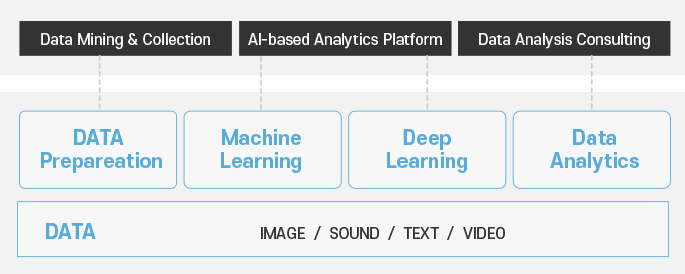 Data Mining & Collection
AI-based Analytics Platform
Data Analysis Consulting
DATA
Prepareation
Machine
Learning
Deep
Learning
Data
Analytics
DATA
IMAGE / SOUND / TEXT / VIDEO